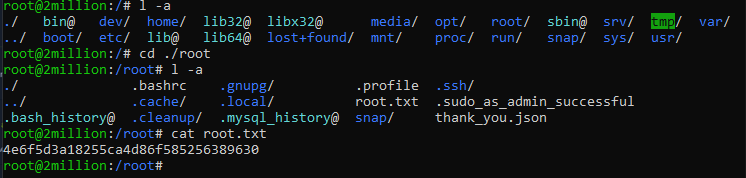 root@2million:/# l -a
./ bin@ dev/ home/ lib32@ libx32@ media/ opt/ root/ sbin@ srv/ tmp/ var/
../ boot/ etc/ lib@ lib64@ lost+found/ mnt/ proc/ run/ snap/ sys/ usr/
root@2million:/# cd ./root
root@2million:/root# l -a
./ .bashrc .gnupg/ .profile .ssh/
../ .cache/ .local/ root.txt .sudo_as_admin_successful
.bash_history@ .cleanup/ .mysql_history@ snap/ thank_you.json
root@2million:/root# cat root.txt
4e6f5d3a18255ca4d86f585256389630
root@2million:/root#